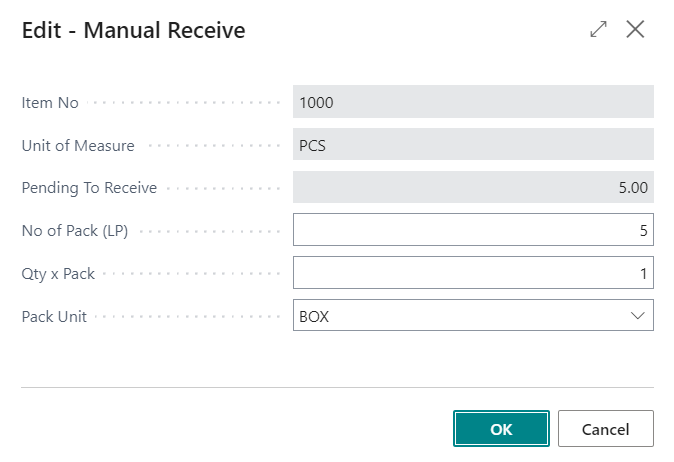 Edit - Manual Receive
Item No 1000
Unit of Measure PCS
Pending To Receive 5.00
No of Pack (LP) 5
Qty x Pack 1
Pack Unit BOX
OK Cancel